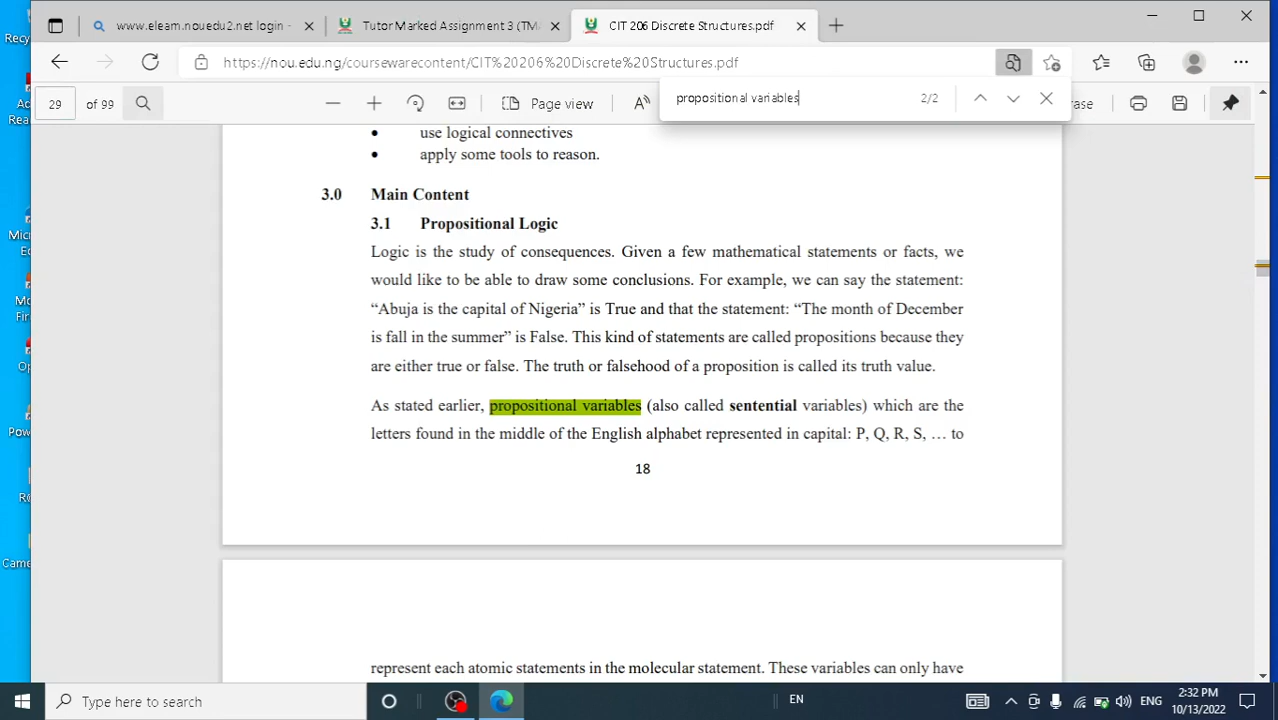 www.elearn.nouedu2.net login -
Tutor Marked Assignment 3 (TMA
CIT 206 Discrete Structures.pdf
https://nou.edu.ng/coursewarecontent/CIT%20206%20Discrete%20Structures.pdf
propositional variables
2/2
29
of 99
Page view
• use logical connectives
• apply some tools to reason.
3.0 Main Content
3.1 Propositional Logic
Logic is the study of consequences. Given a few mathematical statements or facts, we
would like to be able to draw some conclusions. For example, we can say the statement:
“Abuja is the capital of Nigeria” is True and that the statement: “The month of December
is fall in the summer” is False. This kind of statements are called propositions because they
are either true or false. The truth or falsehood of a proposition is called its truth value.
As stated earlier, propositional variables (also called sentential variables) which are the
letters found in the middle of the English alphabet represented in capital: P, Q, R, S, … to
18
represent each atomic statements in the molecular statement. These variables can only have
Type here to search
EN
ENG
2:32 PM
10/13/2022